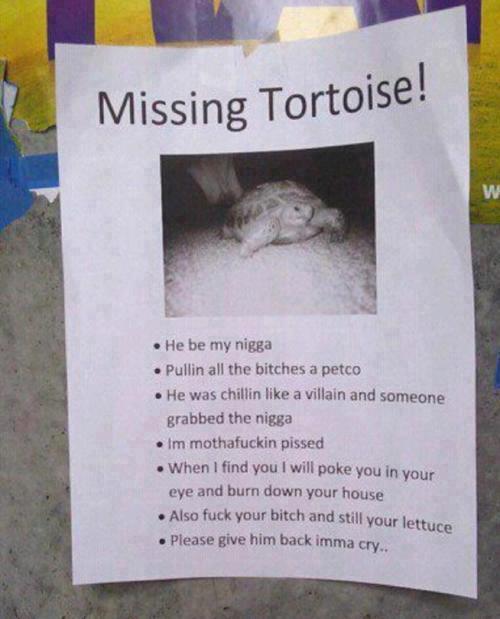 W
Missing Tortoise!
• He be my nigga
• Pullin all the bitches a petco
• He was chillin like a villain and someone
grabbed the nigga
• Im mothafuckin pissed
• When I find you I will poke you in your
eye and burn down your house
• Also fuck your bitch and still your lettuce
• Please give him back imma cry..